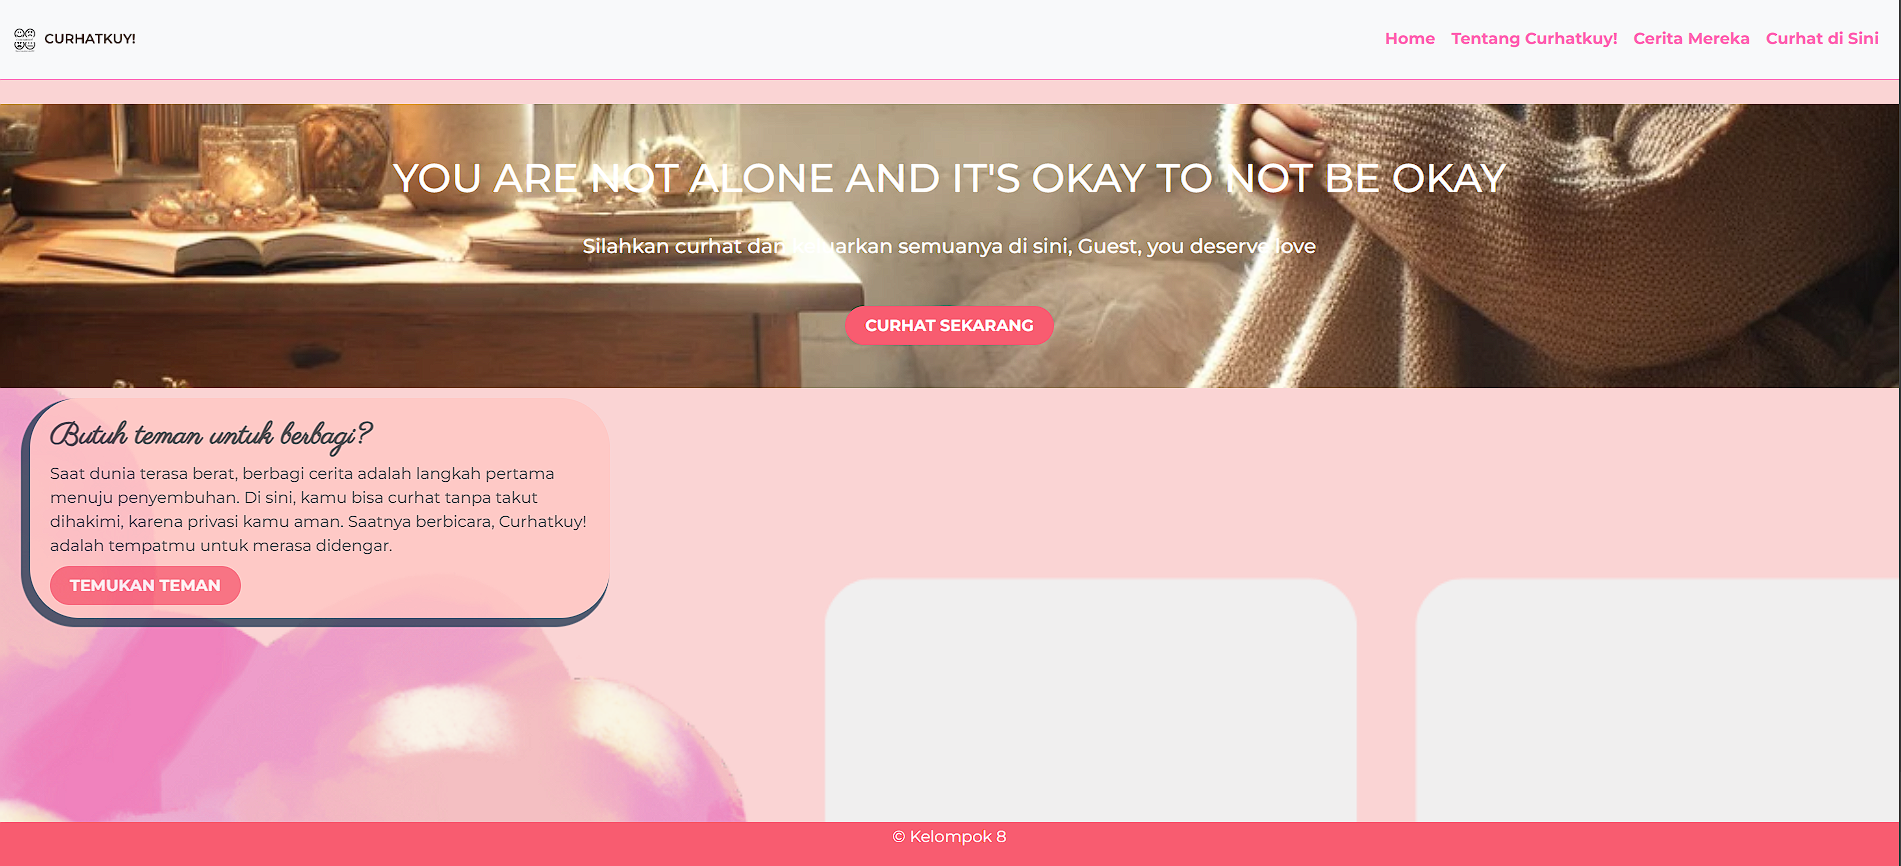 CURHATKUY!
Home Tentang Curhatkuy! Cerita Mereka Curhat di Sini
YOU ARE NOT ALONE AND IT'S OKAY TO NOT BE OKAY
Silahkan curhat dan keluarkan semuanya di sini, Guest, you deserve love
CURHAT SEKARANG
Butuh teman untuk berbagi?
Saat dunia terasa berat, berbagi cerita adalah langkah pertama
menuju penyembuhan. Di sini, kamu bisa curhat tanpa takut
dihakimi, karena privasi kamu aman. Saatnya berbicara, Curhatkuy!
adalah tempatmu untuk merasa didengar.
TEMUKAN TEMAN
© Kelompok 8